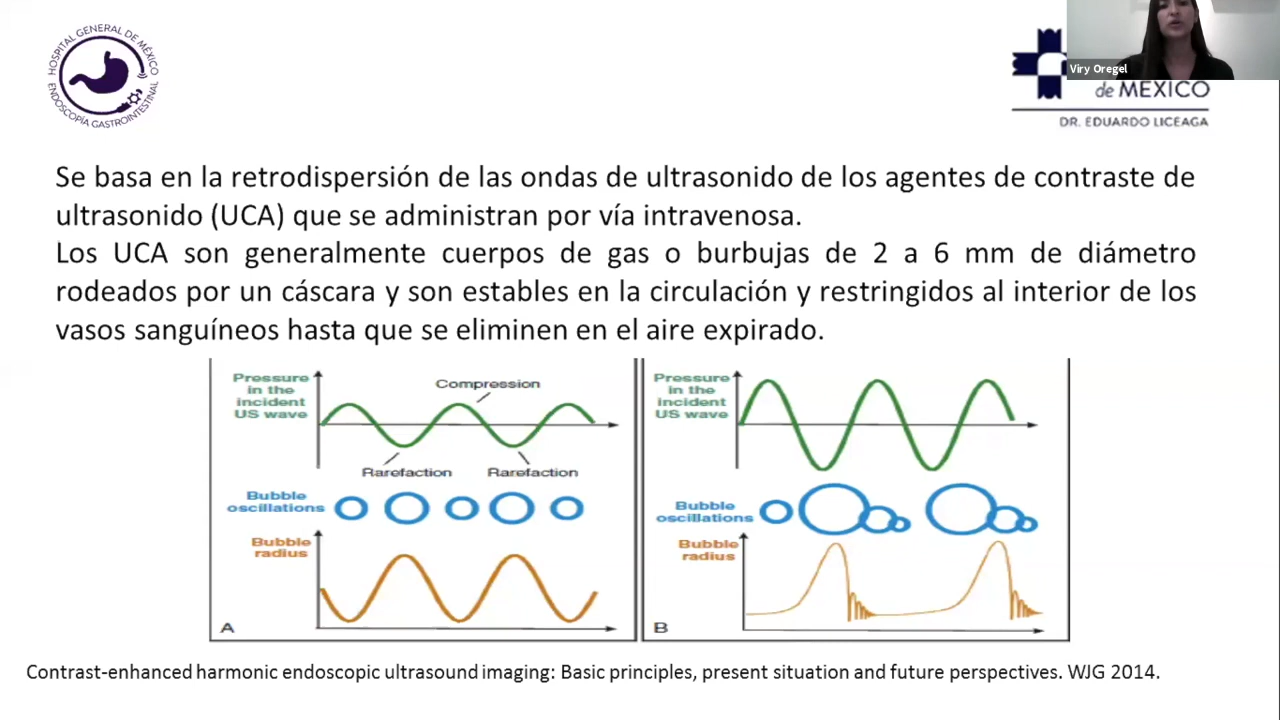 HOSPITAL GENERAL DE MÉXICO
ENDOSCOPÍA GASTROINTESTINAL
Viry Oregel
de MÉXICO
DR. EDUARDO LICEAGA
Se basa en la retrodispersión de las ondas de ultrasonido de los agentes de contraste de
ultrasonido (UCA) que se administran por vía intravenosa.
Los UCA son generalmente cuerpos de gas o burbujas de 2 a 6 mm de diámetro
rodeados por un cáscara y son estables en la circulación y restringidos al interior de los
vasos sanguíneos hasta que se eliminen en el aire expirado.
Pressure
in the
incident
US wave
Compression
Rarefaction
Rarefaction
Bubble
oscillations
Bubble
radius
A
Pressure
in the
incident
US wave
Bubble
oscillations
Bubble
radius
B
Contrast-enhanced harmonic endoscopic ultrasound imaging: Basic principles, present situation and future perspectives. WJG 2014.